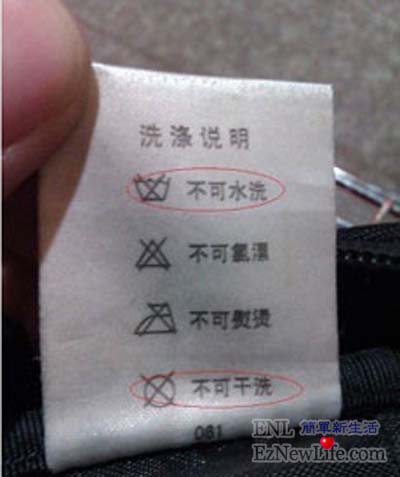 洗涤说明
不可水洗
不可氯漂
不可熨烫
不可干洗
061
ENL 簡單新生活
EzNewLife.com